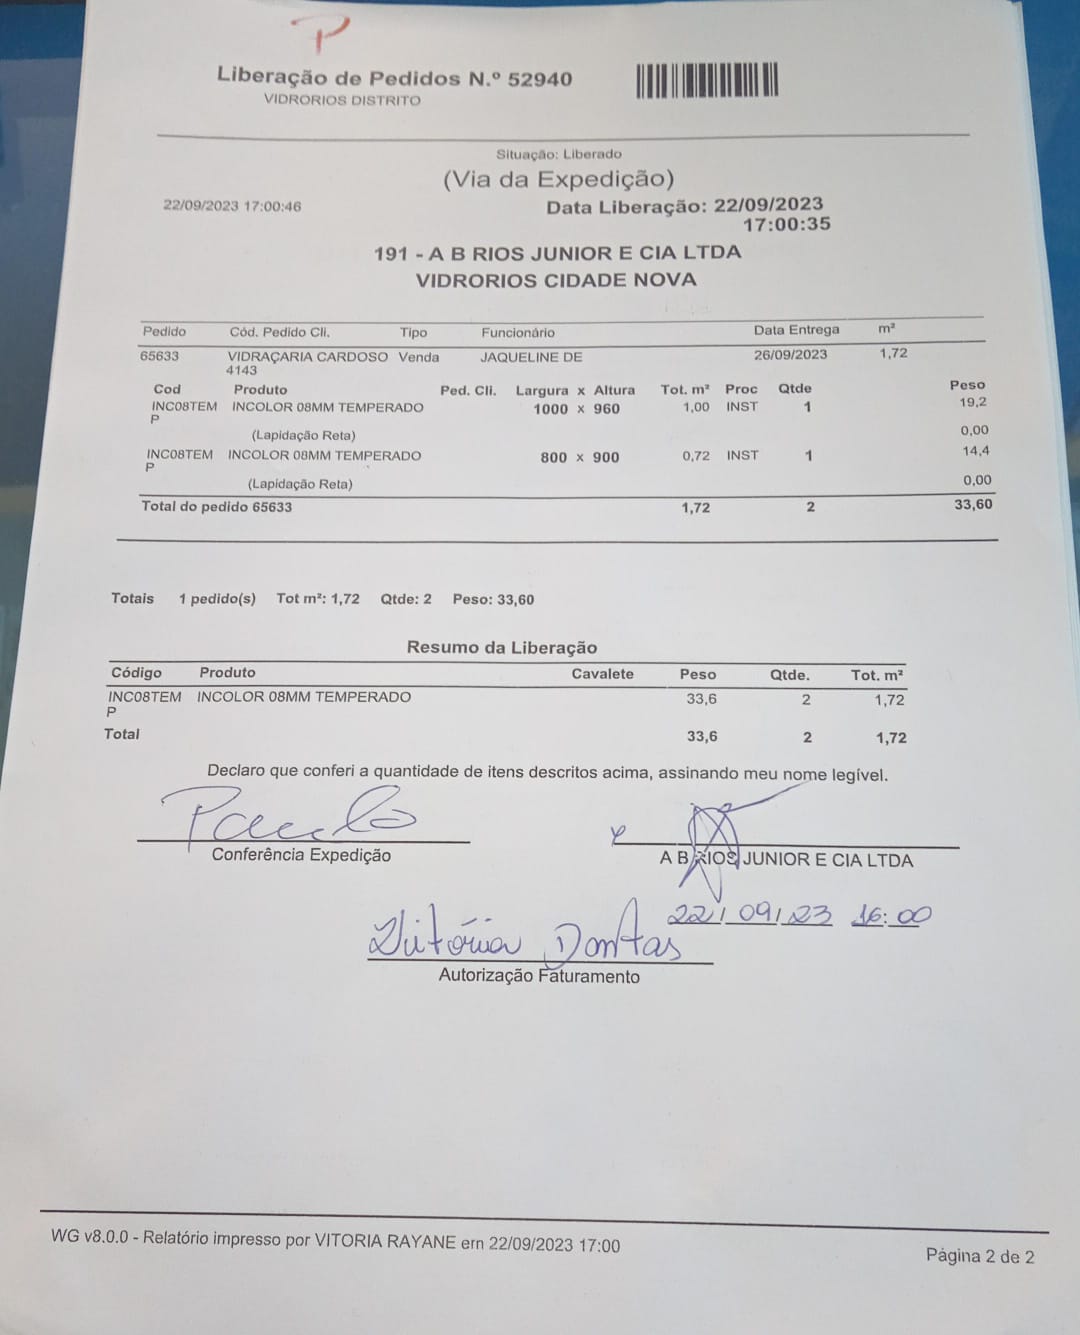 P
Liberação de Pedidos N.º 52940
VIDRORIOS DISTRITO
Situação: Liberado
(Via da Expedição)
22/09/2023 17:00:46 Data Liberação: 22/09/2023
17:00:35
191 - A B RIOS JUNIOR E CIA LTDA
VIDRORIOS CIDADE NOVA
Pedido Cód. Pedido Cli. Tipo Funcionário Data Entrega m²
65633 VIDRAÇARIA CARDOSO Venda JAQUELINE DE 26/09/2023 1,72
4143
Cod Produto Ped. Cli. Largura x Altura Tot. m² Proc Qtde Peso
INC08TEM INCOLOR 08MM TEMPERADO 1000 x 960 1,00 INST 1 19,2
P
(Lapidação Reta) 0,00
INC08TEM INCOLOR 08MM TEMPERADO 800 x 900 0,72 INST 1 14,4
P
(Lapidação Reta) 0,00
Total do pedido 65633 1,72 2 33,60
Totais 1 pedido(s) Tot m²: 1,72 Qtde: 2 Peso: 33,60
Resumo da Liberação
Código Produto Cavalete Peso Qtde. Tot. m²
INC08TEM INCOLOR 08MM TEMPERADO 33,6 2 1,72
P
Total 33,6 2 1,72
Declaro que conferi a quantidade de itens descritos acima, assinando meu nome legível.
Paulo
Conferência Expedição A B RIOS JUNIOR E CIA LTDA
22/09/23 16:00
Vitória Dantas
Autorização Faturamento
WG v8.0.0 - Relatório impresso por VITORIA RAYANE em 22/09/2023 17:00
Página 2 de 2